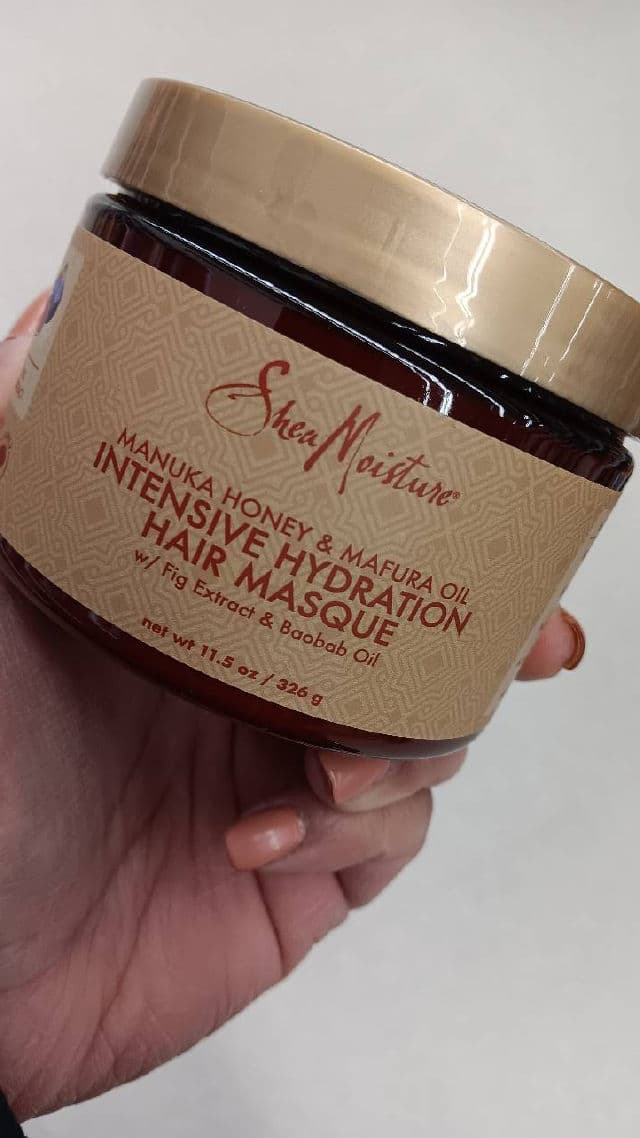 SheaMoisture®
MANUKA HONEY & MAFURA OIL
INTENSIVE HYDRATION
HAIR MASQUE
w/ Fig Extract & Baobab Oil
net wt 11.5 oz / 326 g